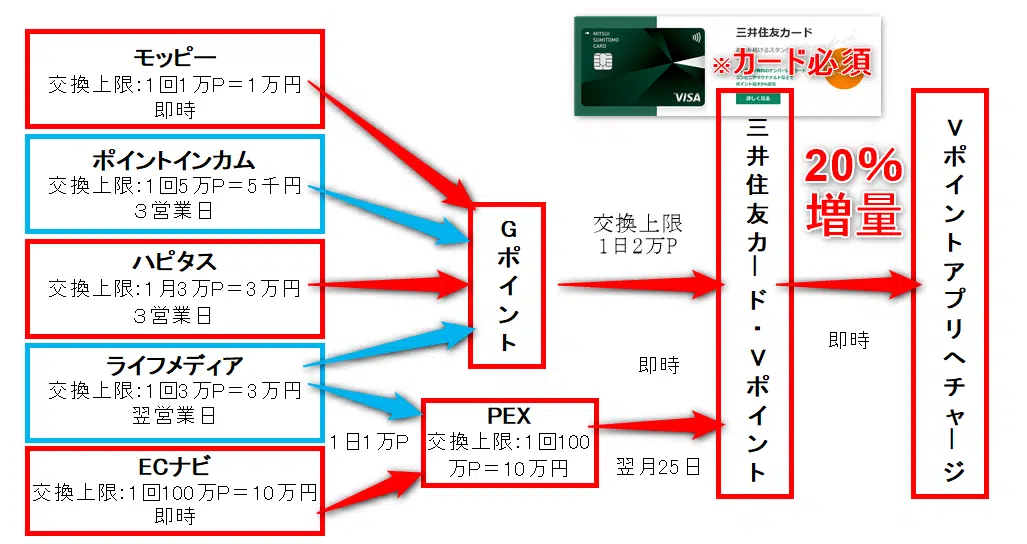 モッピー
交換上限:1回1万P＝1万円
即時
ポイントインカム
交換上限:1回5万P＝5千円
３営業日
ハピタス
交換上限:1月3万P＝3万円
３営業日
ライフメディア
交換上限:1回3万P＝3万円
翌営業日
ECナビ
交換上限:1回100万P＝10万円
即時
Gポイント
1日1万P
PEX
交換上限:1回100
万P＝10万円
交換上限
1日2万P
即時
翌月25日
MITSUI
SUMITOMO
CARD
VISA
三井住友カード
※カード必須
詳しく見る
三井住友カード・Vポイント
20%
増量
即時
Vポイントアプリへチャージ